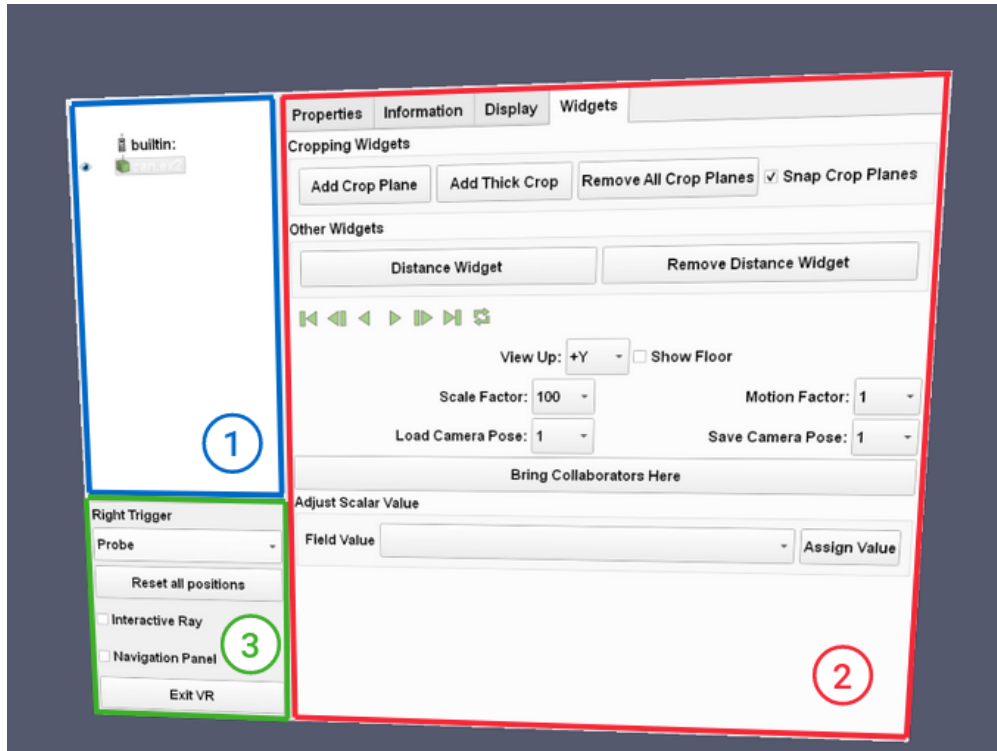 builtin:
can.ex2
1
Right Trigger
Probe
Reset all positions
Interactive Ray
Navigation Panel
3
Exit VR
Properties Information Display Widgets
Cropping Widgets
Add Crop Plane Add Thick Crop Remove All Crop Planes Snap Crop Planes
Other Widgets
Distance Widget Remove Distance Widget
View Up: +Y Show Floor
Scale Factor: 100 Motion Factor: 1
Load Camera Pose: 1 Save Camera Pose: 1
Bring Collaborators Here
Adjust Scalar Value
Field Value Assign Value
2